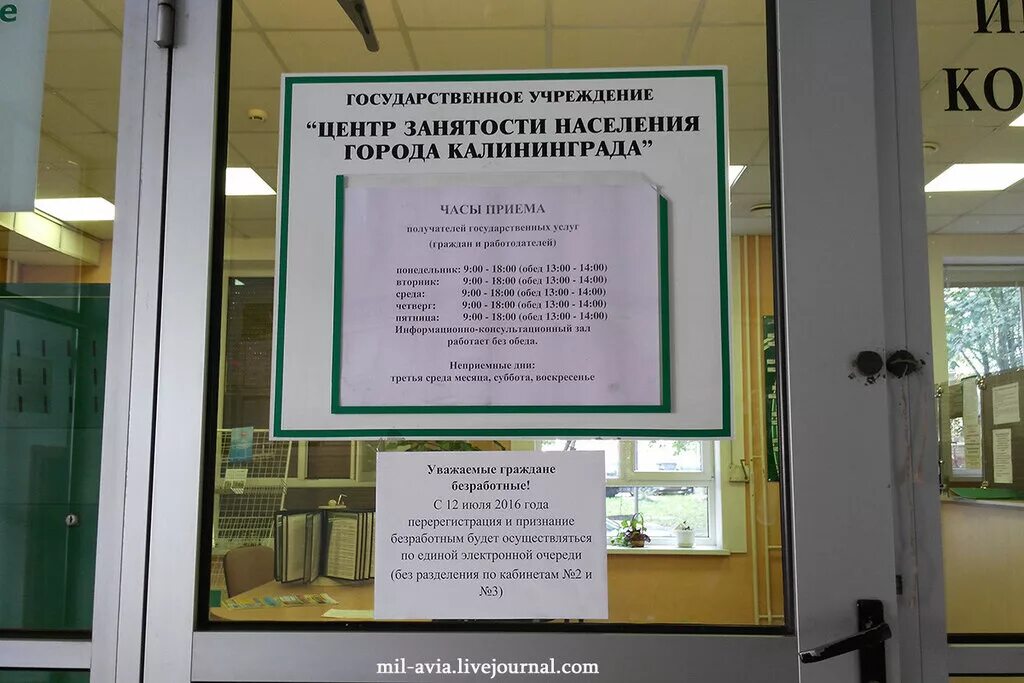 е
ГОСУДАРСТВЕННОЕ УЧРЕЖДЕНИЕ
“ЦЕНТР ЗАНЯТОСТИ НАСЕЛЕНИЯ
ГОРОДА КАЛИНИНГРАДА”
ЧАСЫ ПРИЕМА
получателей государственных услуг
(граждан и работодателей)
понедельник: 9:00 - 18:00 (обед 13:00 - 14:00)
вторник: 9:00 - 18:00 (обед 13:00 - 14:00)
среда: 9:00 - 18:00 (обед 13:00 - 14:00)
четверг: 9:00 - 18:00 (обед 13:00 - 14:00)
пятница: 9:00 - 18:00 (обед 13:00 - 14:00)
Информационно-консультационный зал
работает без обеда.
Неприемные дни:
третья среда месяца, суббота, воскресенье
Уважаемые граждане
безработные!
С 12 июля 2016 года
перерегистрация и признание
безработным будет осуществляться
по единой электронной очереди
(без разделения по кабинетам №2 и
№3)
КО
mil-avia.livejournal.com